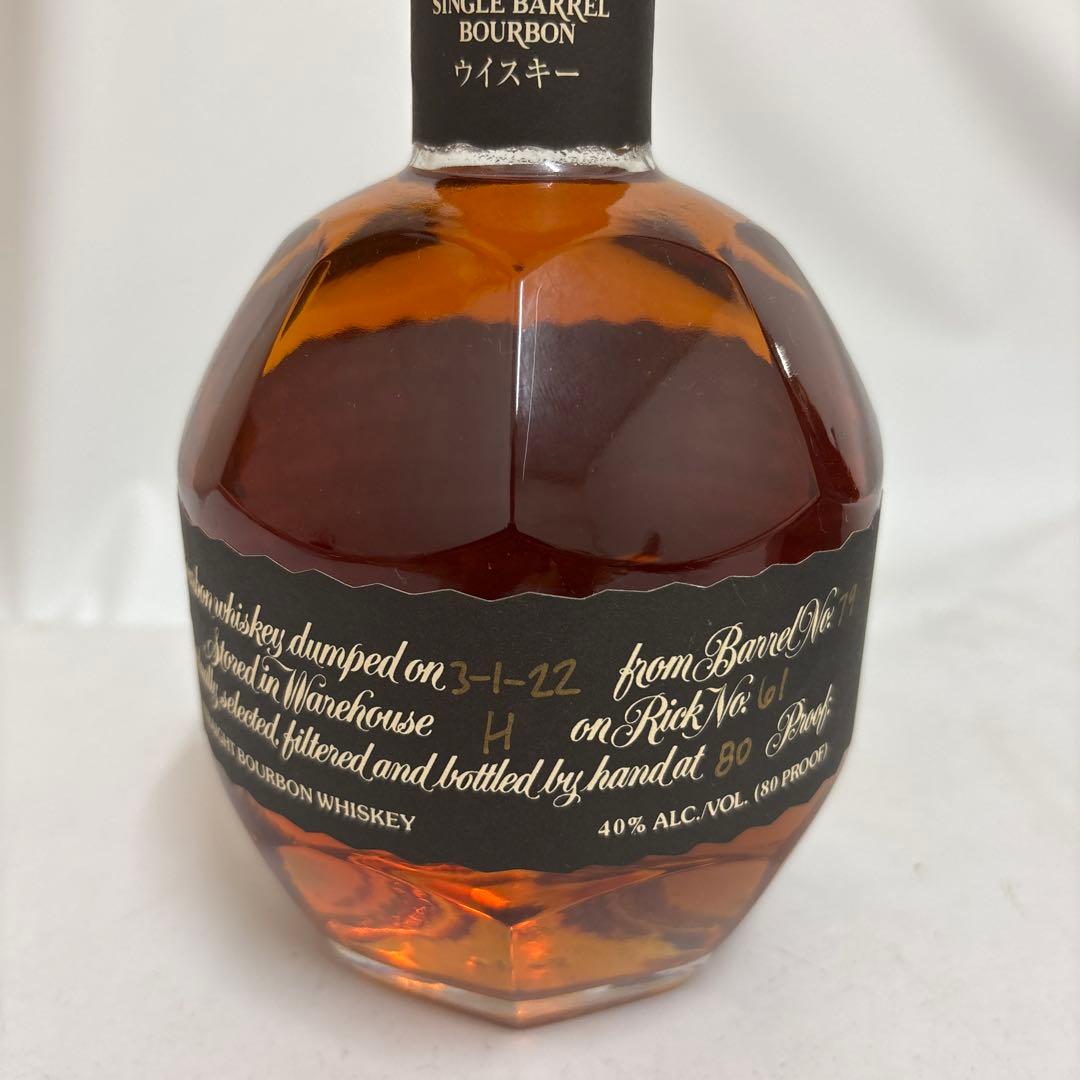 SINGLE BARREL
BOURBON
ウイスキー
whiskey dumped on 3-1-22 from Barrel No. 79
Stored in Warehouse H on Rick No. 61
selected, filtered and bottled by hand at 80 Proof.
BOURBON WHISKEY 40% ALC./VOL. (80 PROOF)